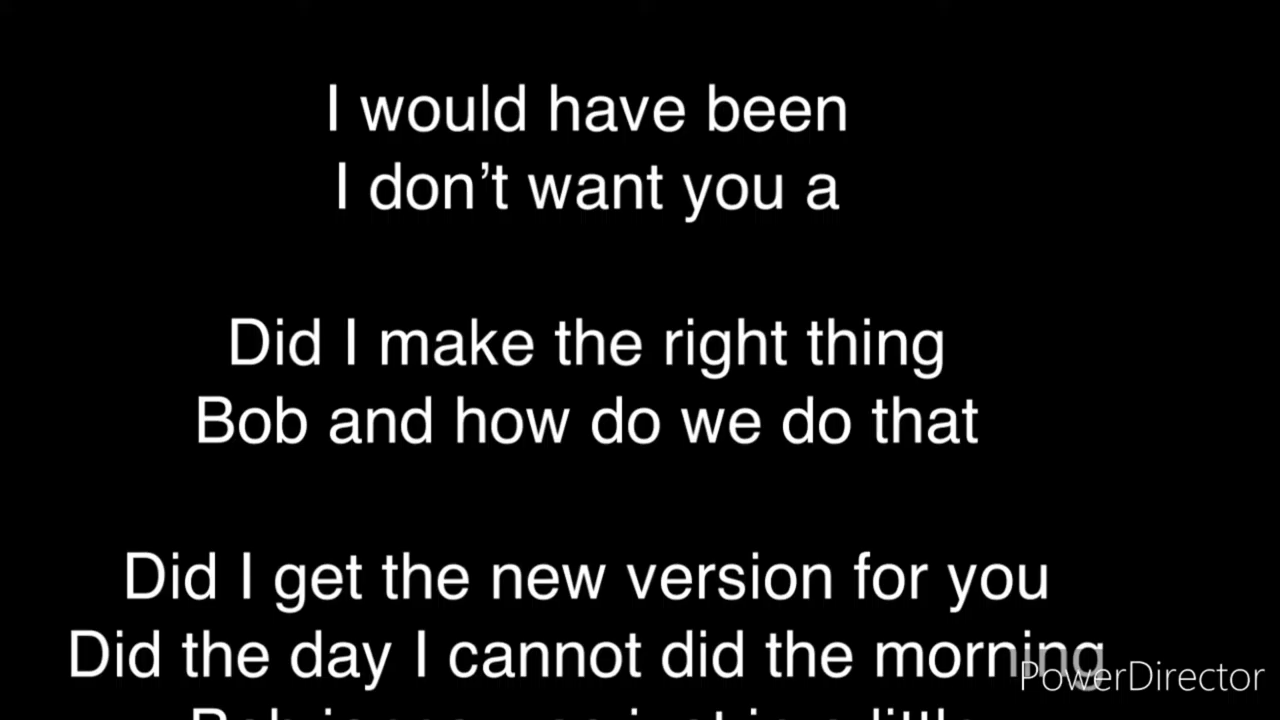 I would have been
I don’t want you a
Did I make the right thing
Bob and how do we do that
Did I get the new version for you
Did the day I cannot did the morning
PowerDirector